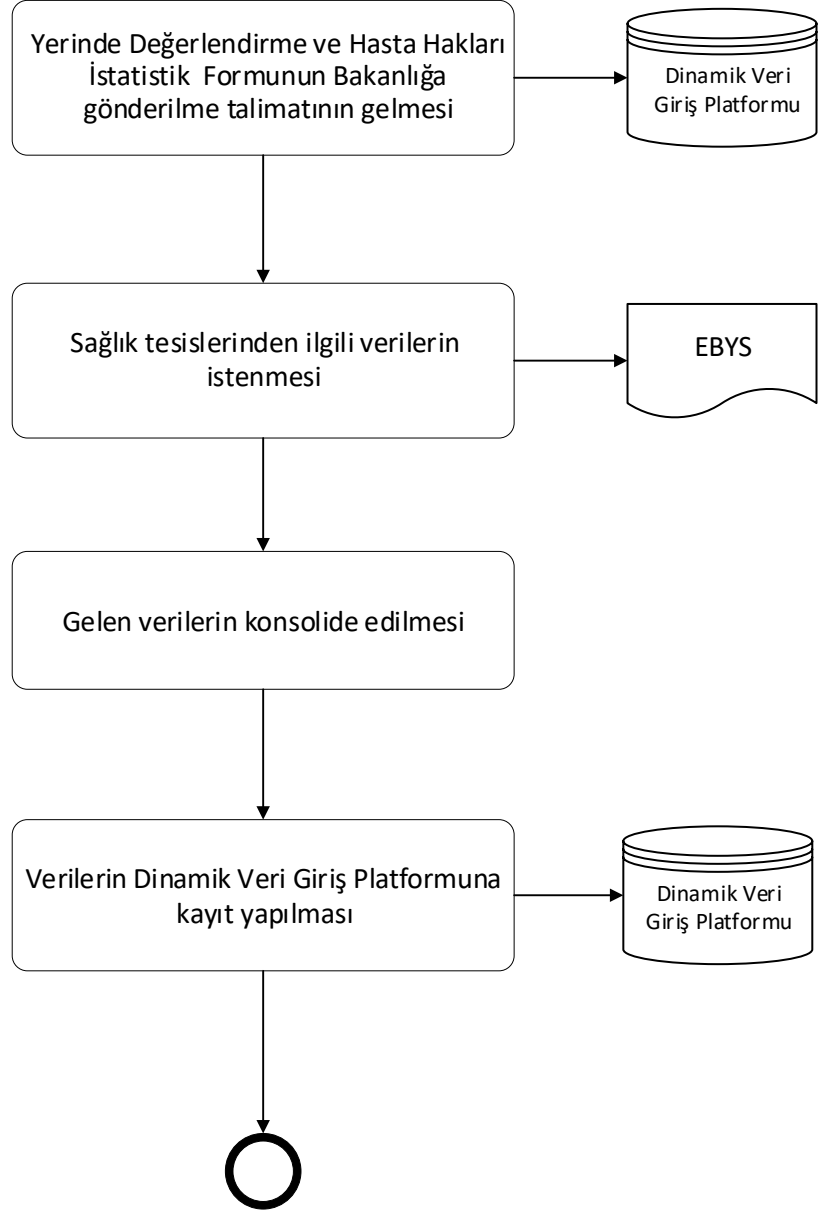 Yerinde Değerlendirme ve Hasta Hakları
İstatistik Formunun Bakanlığa
gönderilme talimatının gelmesi
Dinamik Veri
Giriş Platformu
Sağlık tesislerinden ilgili verilerin
istenmesi
EBYS
Gelen verilerin konsolide edilmesi
Verilerin Dinamik Veri Giriş Platformuna
kayıt yapılması
Dinamik Veri
Giriş Platformu